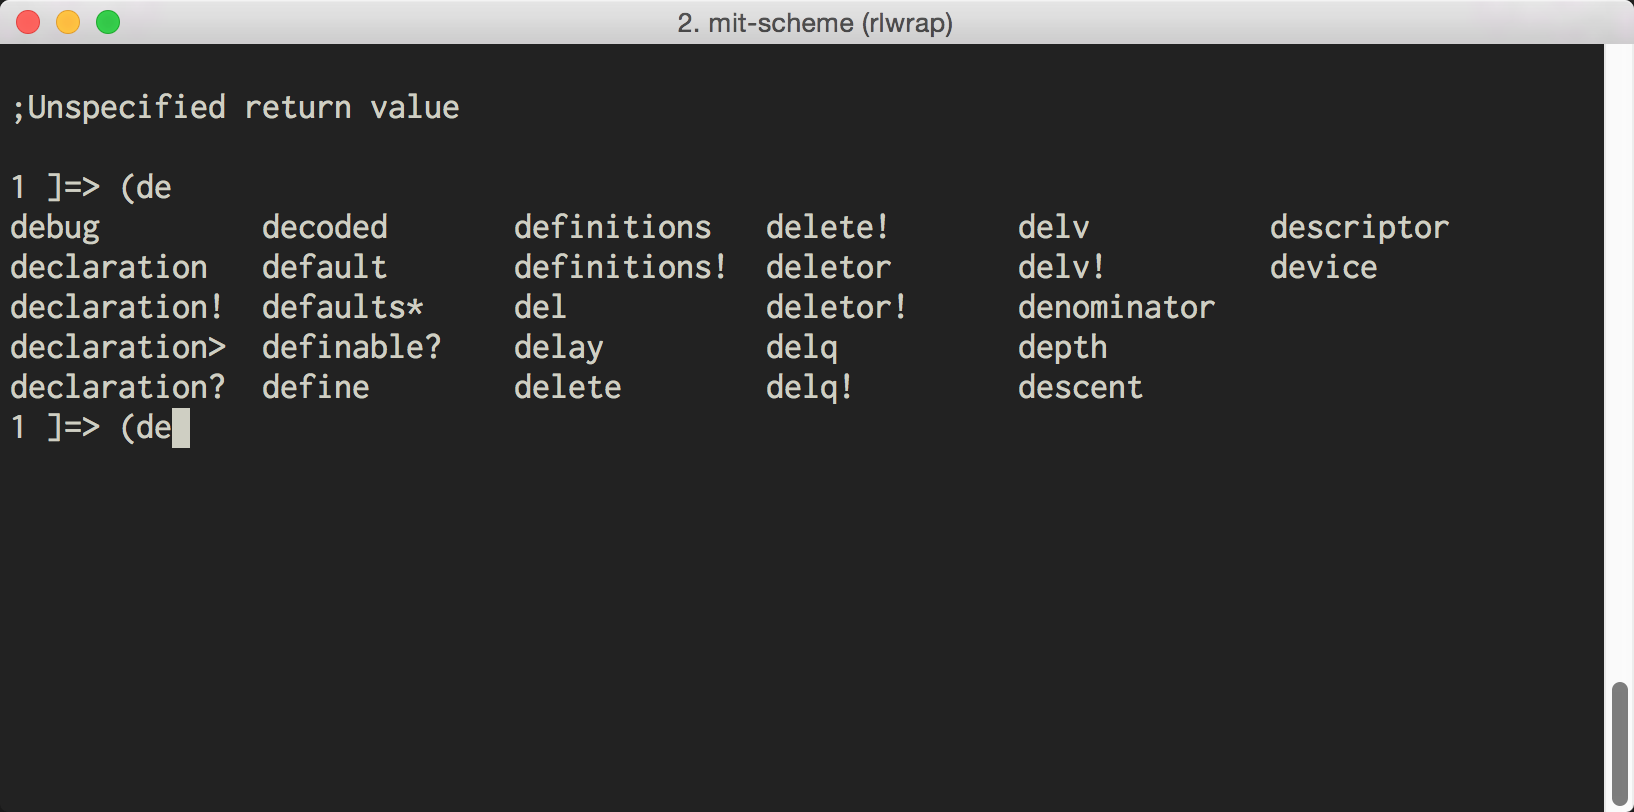 2. mit-scheme (rlwrap)
;Unspecified return value
1 ]=> (de
debug decoded definitions delete! delv descriptor
declaration default definitions! deletor delv! device
declaration! defaults* del deletor! denominator
declaration> definable? delay delq depth
declaration? define delete delq! descent
1 ]=> (de